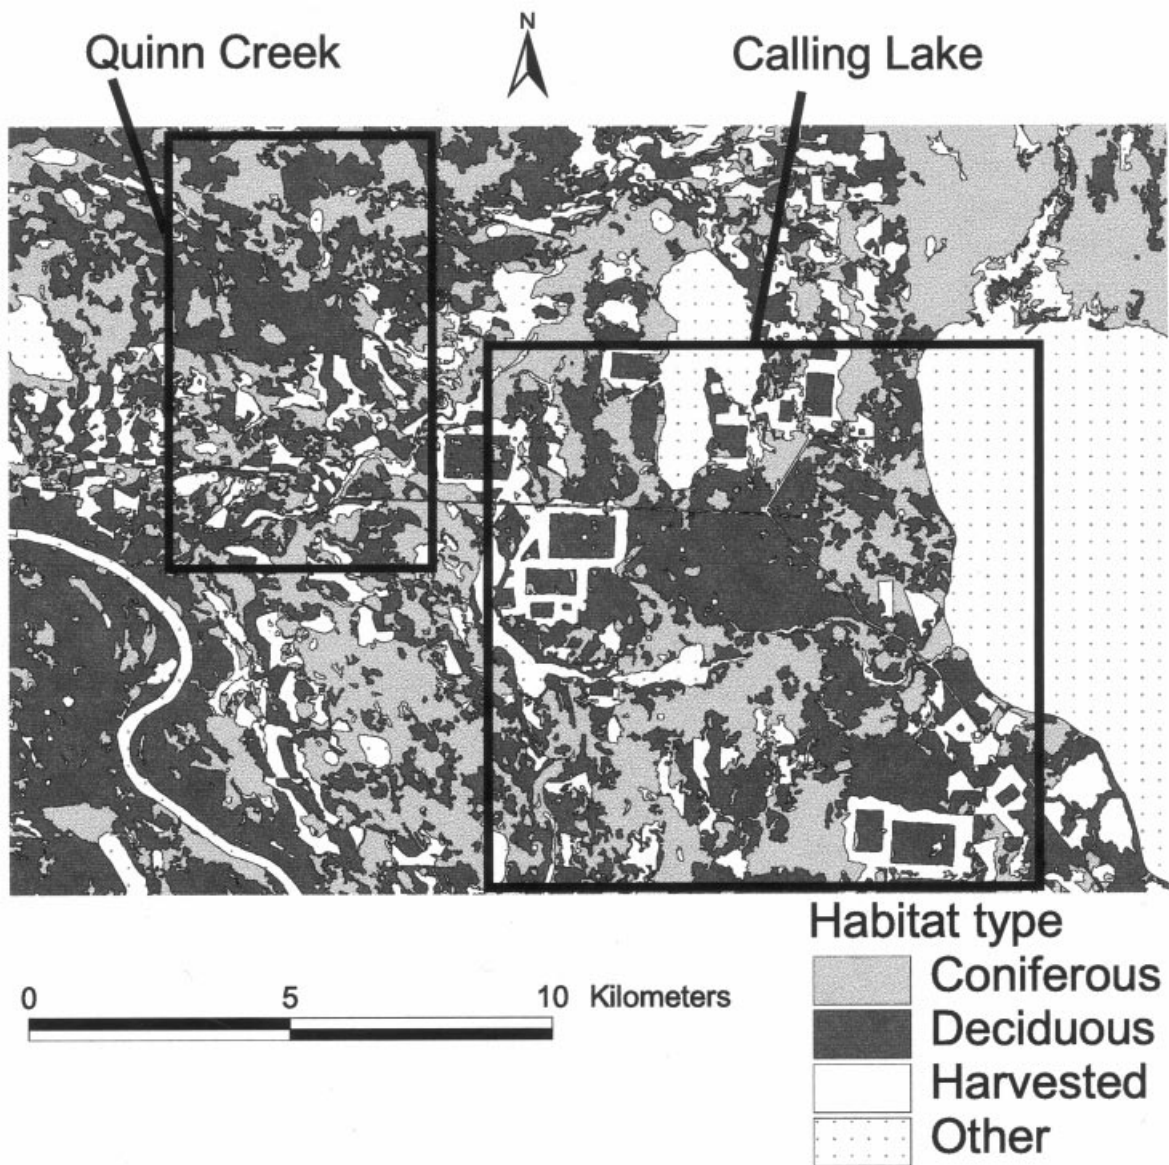 N
Quinn Creek
Calling Lake
Habitat type
Coniferous
Deciduous
Harvested
Other
0 5 10 Kilometers